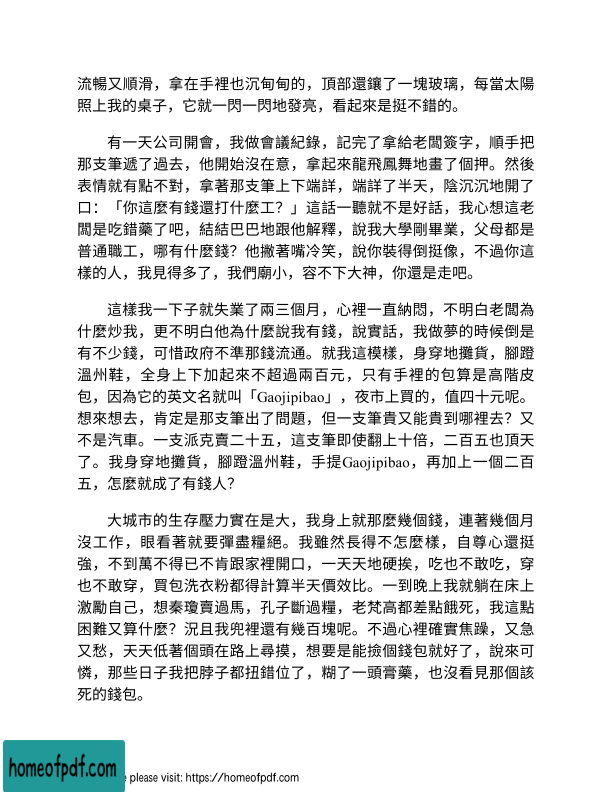 流暢又順滑，拿在手裡也沉甸甸的，頂部還鑲了一塊玻璃，每當太陽
照上我的桌子，它就一閃一閃地發亮，看起來是挺不錯的。
有一天公司開會，我做會議紀錄，記完了拿給老闆簽字，順手把
那支筆遞了過去，他開始沒在意，拿起來龍飛鳳舞地畫了個押。然後
表情就有點不對，拿著那支筆上下端詳，端詳了半天，陰沉沉地開了
口：「你這麼有錢還打什麼工？」這話一聽就不是好話，我心想這老
闆是吃錯藥了吧，結結巴巴地跟他解釋，說我大學剛畢業，父母都是
普通職工，哪有什麼錢？他撇著嘴冷笑，說你裝得倒挺像，不過你這
樣的人，我見得多了，我們廟小，容不下大神，你還是走吧。
這樣我一下子就失業了兩三個月，心裡一直納悶，不明白老闆為
什麼炒我，更不明白他為什麼說我有錢，說實話，我做夢的時候倒是
有不少錢，可惜政府不準那錢流通。就我這模樣，身穿地攤貨，腳蹬
溫州鞋，全身上下加起來不超過兩百元，只有手裡的包算是高階皮
包，因為它的英文名就叫「Gaojipibao」，夜市上買的，值四十元呢。
想來想去，肯定是那支筆出了問題，但一支筆貴又能貴到哪裡去？又
不是汽車。一支派克賣二十五，這支筆即使翻上十倍，二百五也頂天
了。我身穿地攤貨，腳蹬溫州鞋，手提Gaojipibao，再加上一個二百
五，怎麼就成了有錢人？
大城市的生存壓力實在是大，我身上就那麼幾個錢，連著幾個月
沒工作，眼看著就要彈盡糧絕。我雖然長得不怎麼樣，自尊心還挺
強，不到萬不得已不肯跟家裡開口，一天天地硬挨，吃也不敢吃，穿
也不敢穿，買包洗衣粉都得計算半天價效比。一到晚上我就躺在床上
激勵自己，想秦瓊賣過馬，孔子斷過糧，老梵高都差點餓死，我這點
困難又算什麼？況且我兜裡還有幾百塊呢。不過心裡確實焦躁，又急
又愁，天天低著個頭在路上尋摸，想要是能撿個錢包就好了，說來可
憐，那些日子我把脖子都扭錯位了，糊了一頭膏藥，也沒看見那個該
死的錢包。
homeofpdf.com
please visit: https://homeofpdf.com